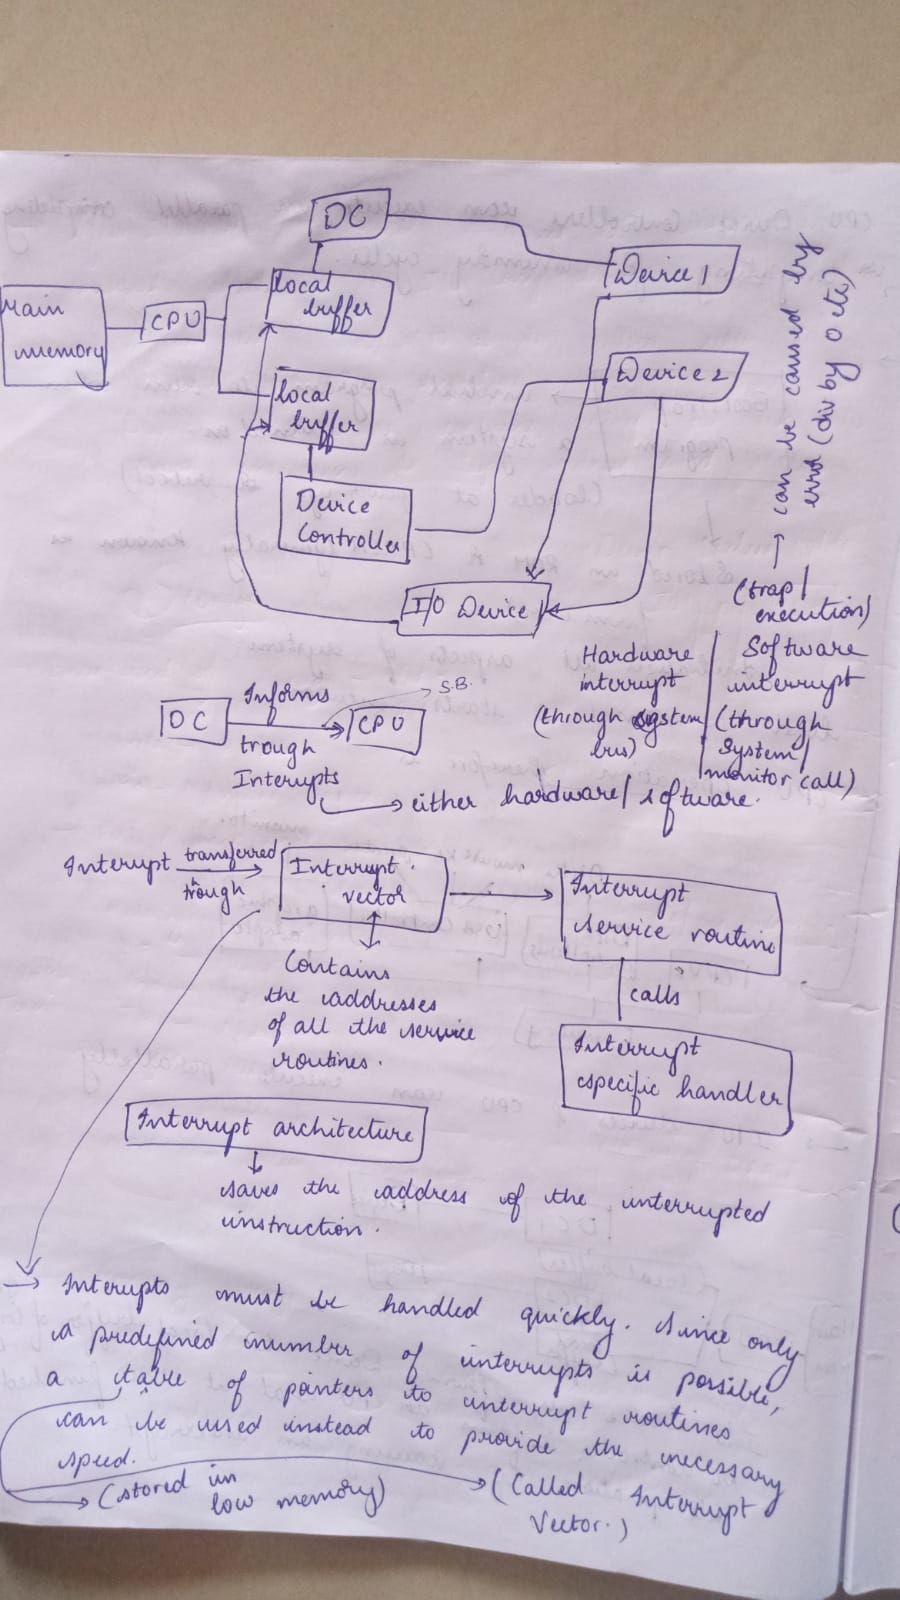 DC
Device 1
local
buffer
Main
memory
CPU
Device 2
local
buffer
Device
Controller
I/O Device
can be caused by
error (div by 0 etc)
(trap/
execution)
Hardware
interrupt
(through system
bus)
Software
interrupt
(through
system/
monitor call)
DC
Informs
trough
Interupts
S.B.
CPU
either hardware/software.
Interupt
transferred
trough
Interrupt
vector
Interrupt
service routine
Contains
the addresses
of all the service
routines.
calls
Interrupt
specific handler
Interrupt architecture
saves the address of the interrupted
instruction.
→ Interupts must be handled quickly. Since only
a predefined number of interrupts is possible,
a table of pointers to interrupt routines
can be used instead to provide the necessary
speed.
(stored in
low memory)
(Called Interrupt
Vector.)